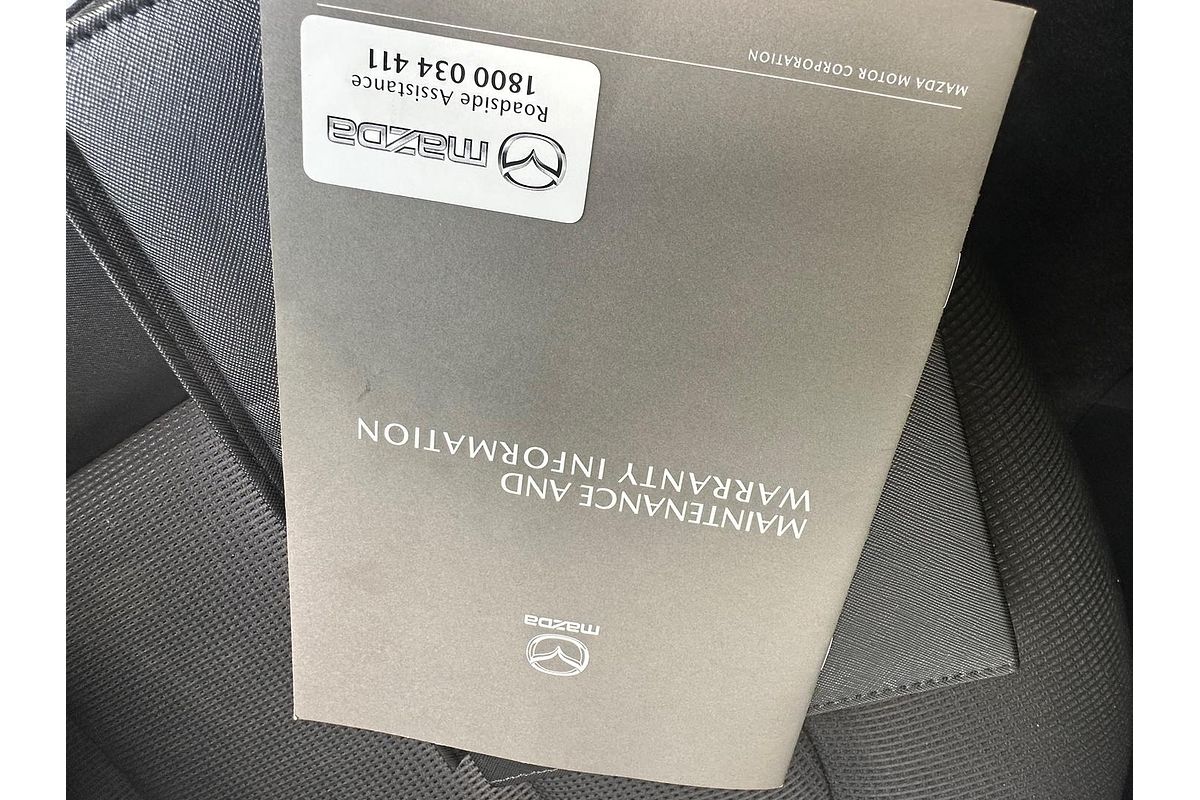 mazda
MAINTENANCE AND
WARRANTY INFORMATION
mazda
Roadside Assistance
1800 034 411
MAZDA MOTOR CORPORATION